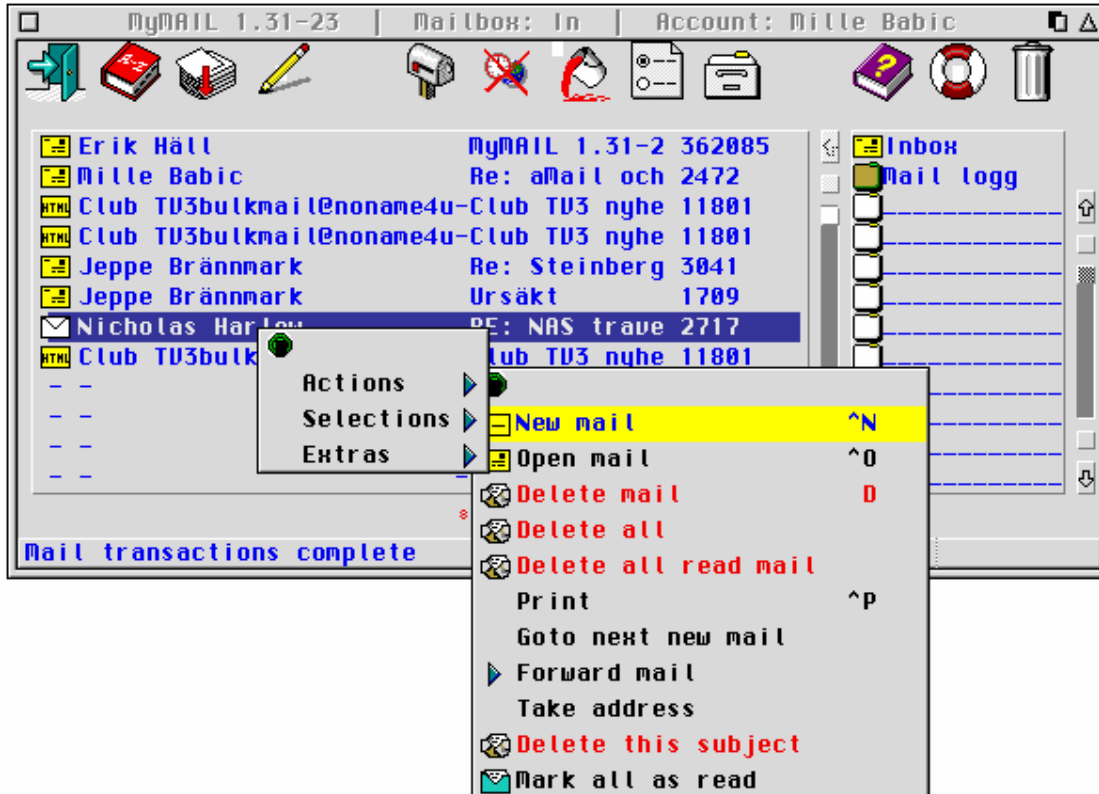 MyMAIL 1.31-23 | Mailbox: In | Account: Mille Babic
A-Z
?
Erik Häll MyMAIL 1.31-2 362085
Mille Babic Re: aMail och 2472
HTML Club TV3bulkmail@noname4u-Club TV3 nyhe 11801
HTML Club TV3bulkmail@noname4u-Club TV3 nyhe 11801
Jeppe Brännmark Re: Steinberg 3041
Jeppe Brännmark Ursäkt 1709
Nicholas Harlow RE: NAS trave 2717
HTML Club TV3bulk lub TV3 nyhe 11801
Inbox
Mail logg
Actions
Selections
Extras
New mail ^N
Open mail ^O
Delete mail D
Delete all
Delete all read mail
Print ^P
Goto next new mail
Forward mail
Take address
Delete this subject
Mark all as read
Mail transactions complete